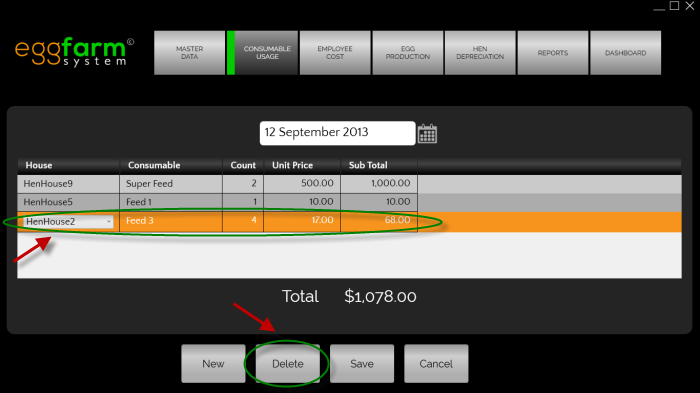 eggfarm©
system
MASTER
DATA
CONSUMABLE
USAGE
EMPLOYEE
COST
EGG
PRODUCTION
HEN
DEPRECIATION
REPORTS
DASHBOARD
12 September 2013
House Consumable Count Unit Price Sub Total
HenHouse9 Super Feed 2 500.00 1,000.00
HenHouse5 Feed 1 1 10.00 10.00
HenHouse2 Feed 3 4 17.00 68.00
Total $1,078.00
New Delete Save Cancel